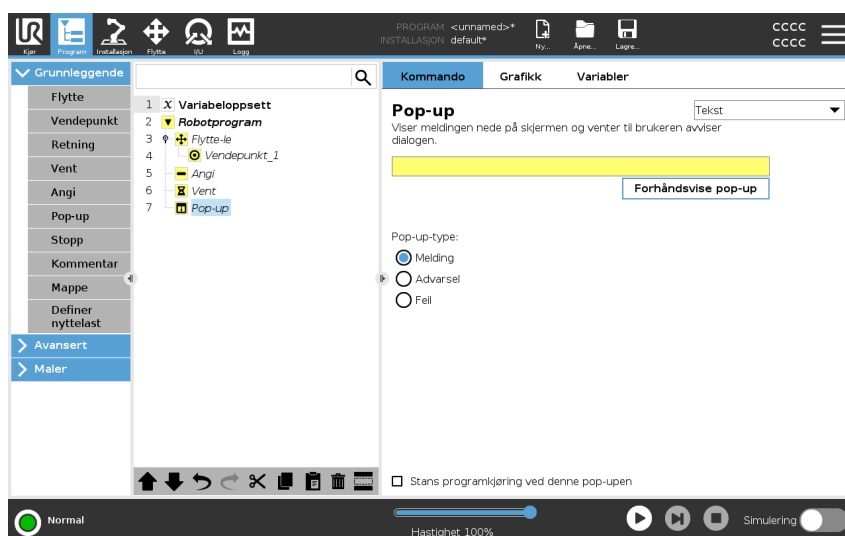 UR
Kjør
Program
Installasjon
Flytte
I/U
Logg
PROGRAM <unnamed>*
INSTALLASJON default*
Ny...
Åpne...
Lagre...
cccc
cccc
Grunnleggende
Flytte
Vendepunkt
Retning
Vent
Angi
Pop-up
Stopp
Kommentar
Mappe
Definer
nyttelast
Avansert
Maler
1 X Variabeloppsett
2 Robotprogram
3 Flytte-le
4 Vendepunkt_1
5 Angi
6 Vent
7 Pop-up
Kommando Grafikk Variabler
Pop-up
Tekst
Viser meldingen nede på skjermen og venter til brukeren avviser
dialogen.
Forhåndsvise pop-up
Pop-up-type:
Melding
Advarsel
Feil
Stans programkjøring ved denne pop-upen
Normal
Hastighet 100%
Simulering